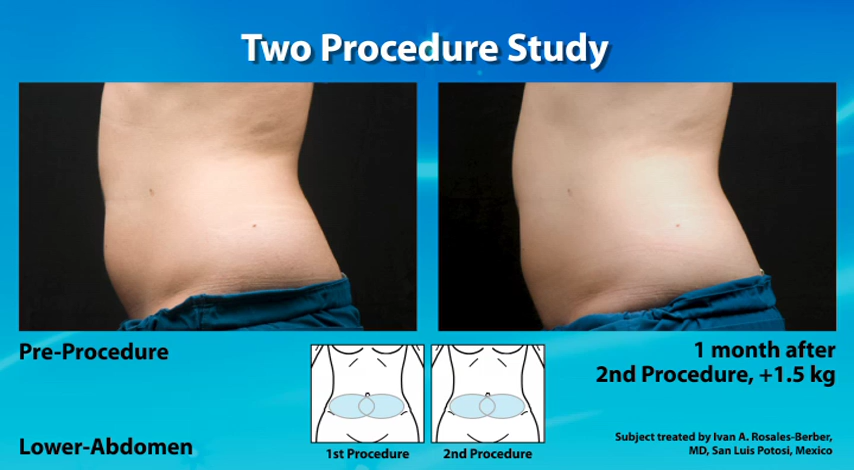 Two Procedure Study
Pre-Procedure
1 month after
2nd Procedure, +1.5 kg
1st Procedure
2nd Procedure
Lower-Abdomen
Subject treated by Ivan A. Rosales-Berber,
MD, San Luis Potosi, Mexico